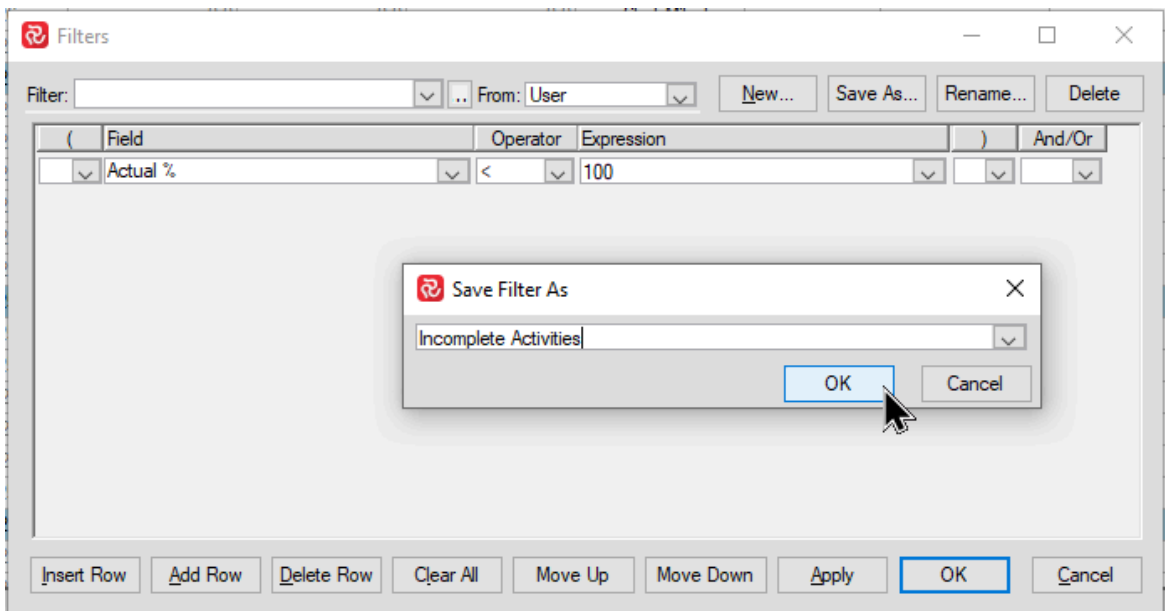 Filters
Filter: .. From: User New... Save As... Rename... Delete
( Field Operator Expression ) And/Or
Actual % < 100
Save Filter As
Incomplete Activities
OK Cancel
Insert Row Add Row Delete Row Clear All Move Up Move Down Apply OK Cancel